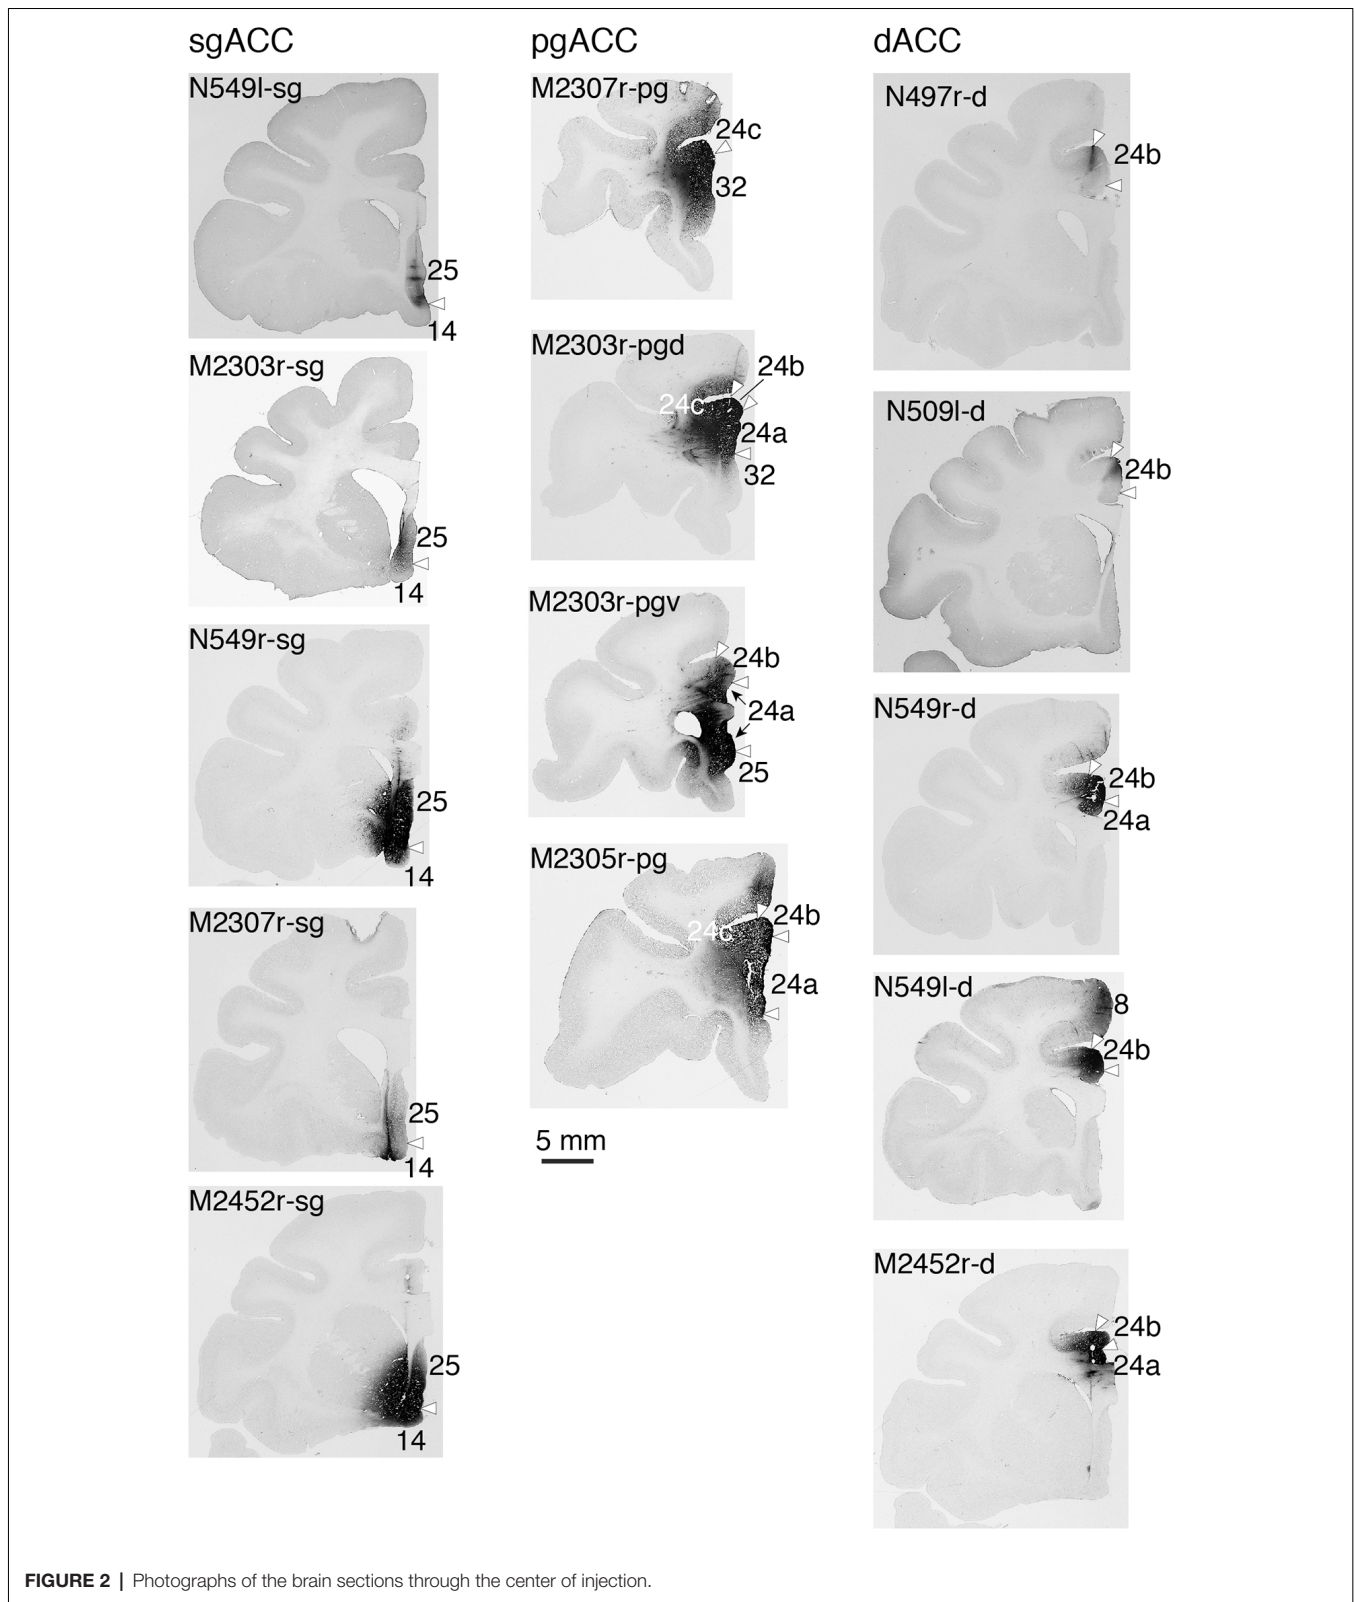 sgACC
N549l-sg
25
14
M2303r-sg
25
14
N549r-sg
25
14
M2307r-sg
25
14
M2452r-sg
25
14
pgACC
M2307r-pg
24c
32
M2303r-pgd
24b
24c
24a
32
M2303r-pgv
24b
24a
25
M2305r-pg
24b
24c
24a
5 mm
dACC
N497r-d
24b
N509l-d
24b
N549r-d
24b
24a
N549l-d
8
24b
M2452r-d
24b
24a
FIGURE 2 | Photographs of the brain sections through the center of injection.